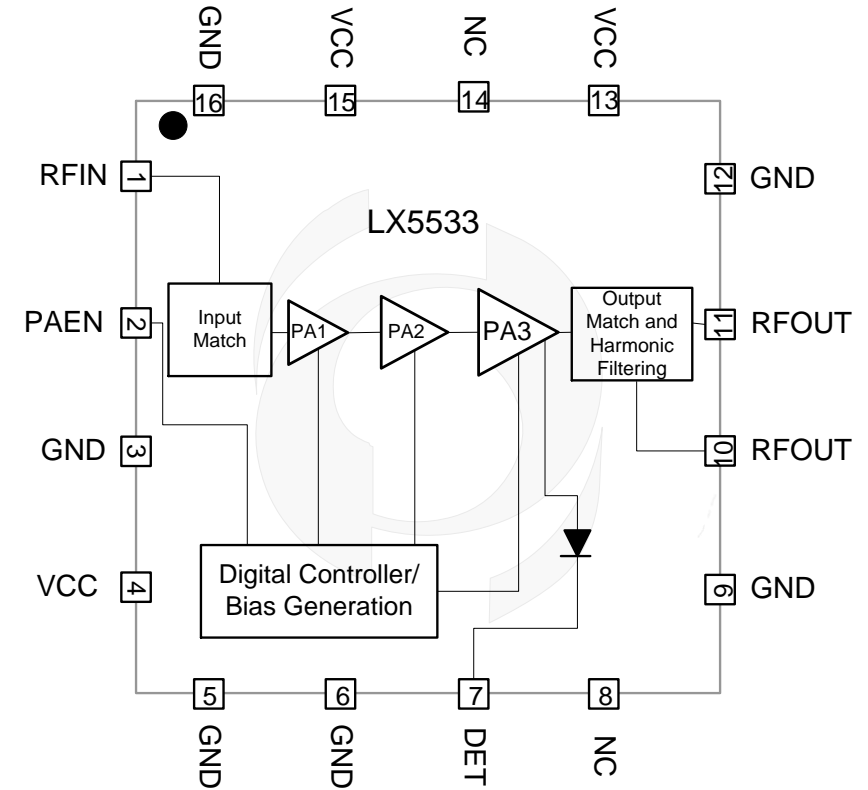 GND
VCC
NC
VCC
16
15
14
13
RFIN
1
12
GND
LX5533
PAEN
2
Input
Match
PA1
PA2
PA3
Output
Match and
Harmonic
Filtering
11
RFOUT
GND
3
10
RFOUT
VCC
4
Digital Controller/
Bias Generation
9
GND
5
6
7
8
GND
GND
DET
NC